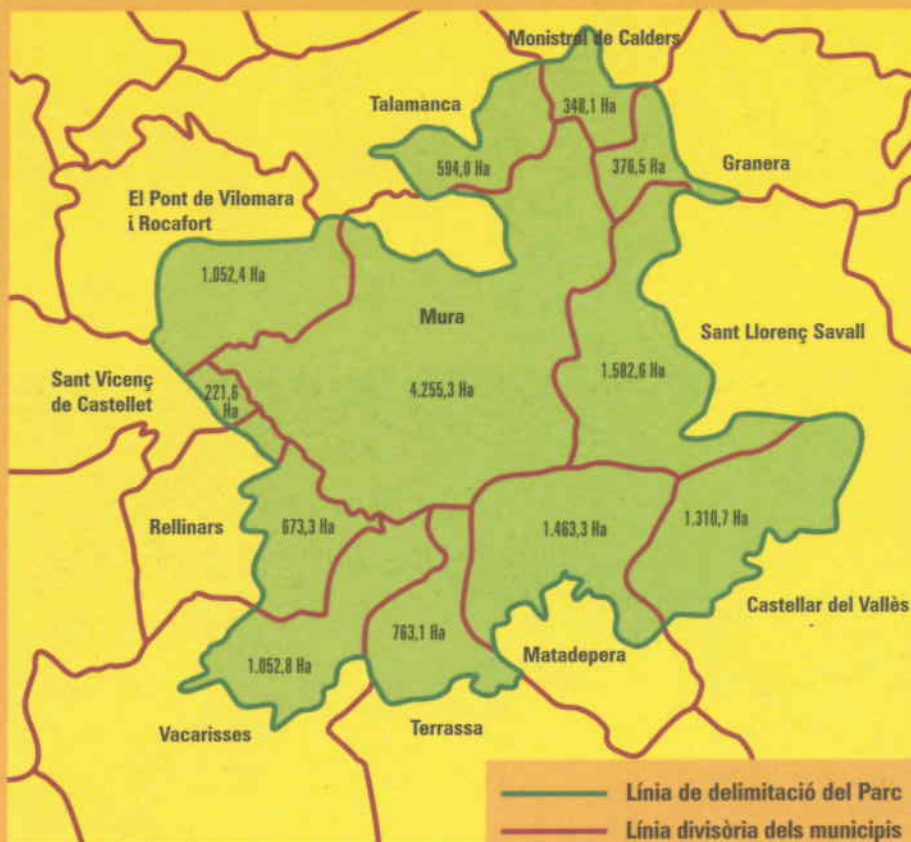 Monistrol de Calders
Talamanca
348,1 Ha
594,0 Ha
376,5 Ha
Granera
El Pont de Vilomara
i Rocafort
1.052,4 Ha
Mura
Sant Llorenç Savall
1.582,6 Ha
Sant Vicenç
de Castellet
221,6
Ha
4.255,3 Ha
Rellinars
673,3 Ha
1.463,3 Ha
1.310,7 Ha
Castellar del Vallès
763,1 Ha
Matadepera
1.052,8 Ha
Vacarisses
Terrassa
Línia de delimitació del Parc
Línia divisòria dels municipis